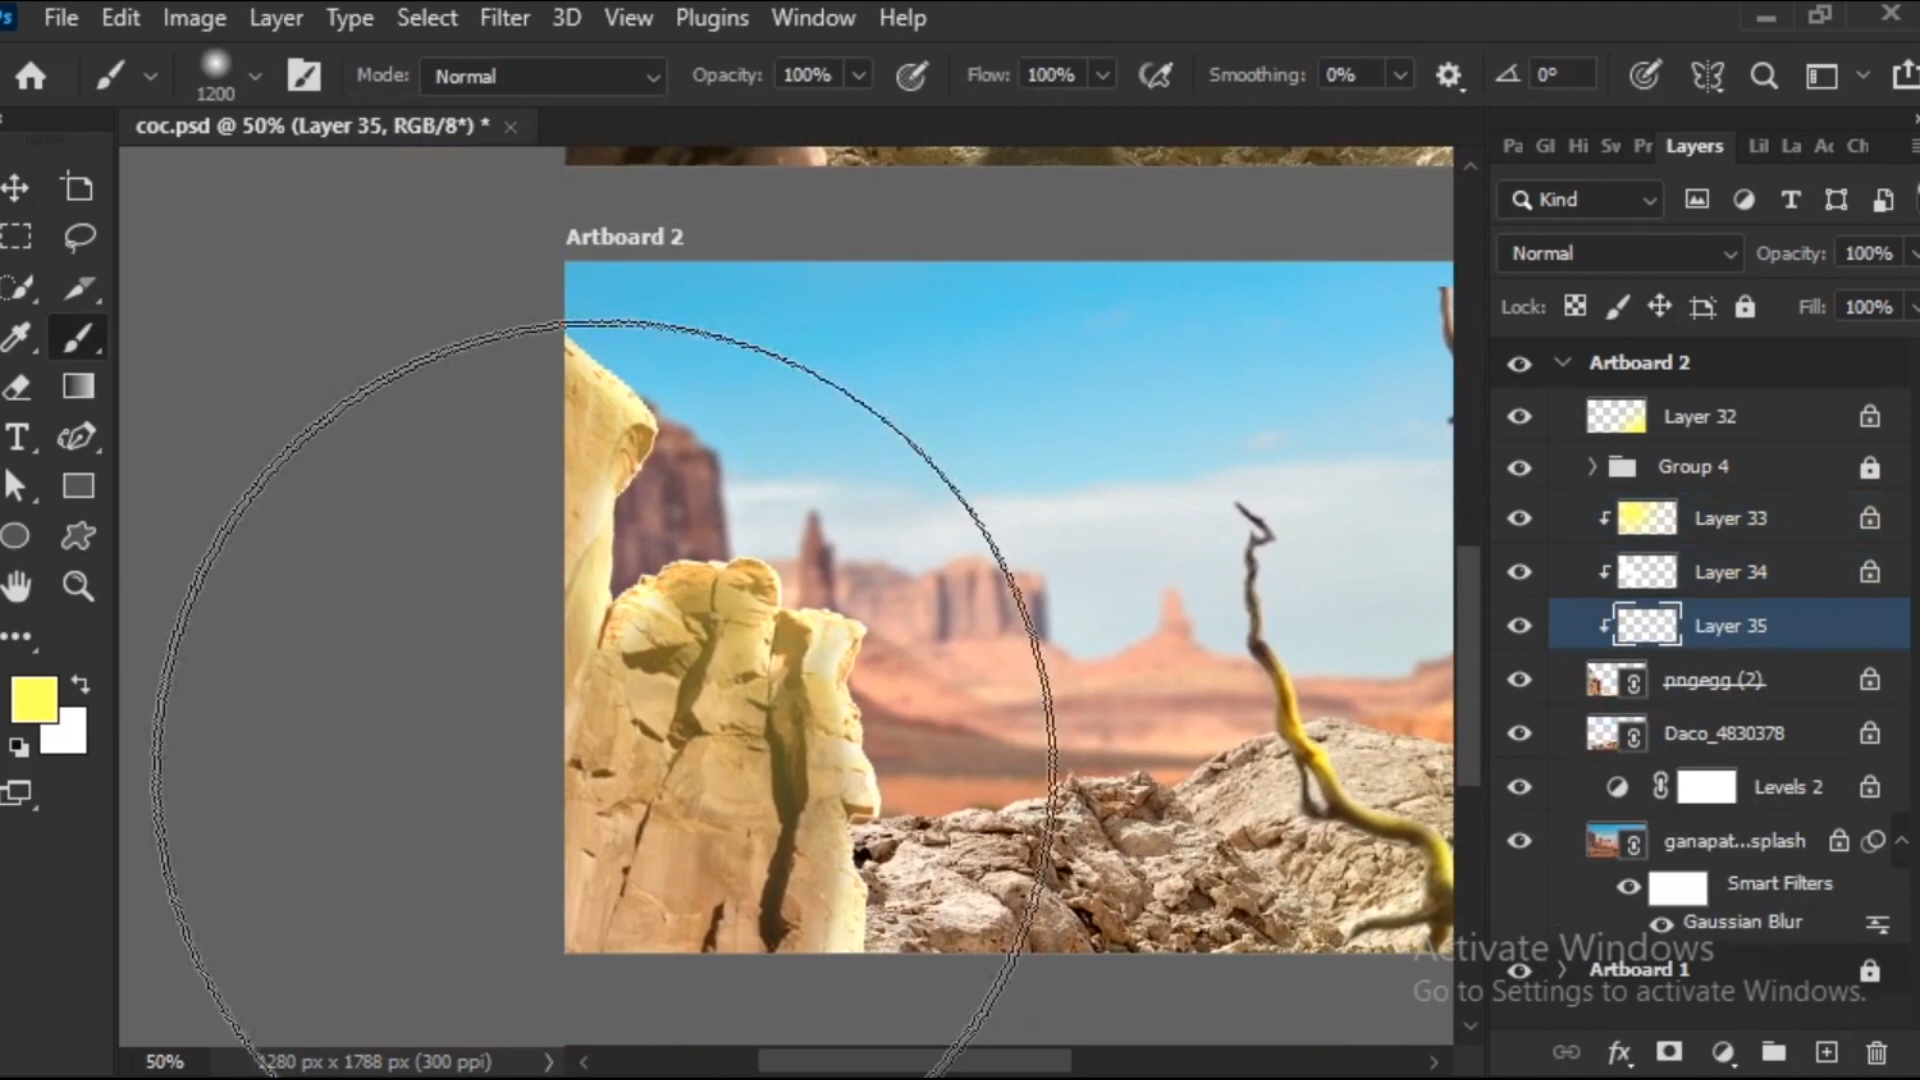 Ps File Edit Image Layer Type Select Filter 3D View Plugins Window Help
1200 Mode: Normal Opacity: 100% Flow: 100% Smoothing: 0% 0°
coc.psd @ 50% (Layer 35, RGB/8*) *
Pa Gl Hi Sv Pr Layers Lil La Ac Ch
Kind
Artboard 2
Normal Opacity: 100%
Lock: Fill: 100%
Artboard 2
Layer 32
Group 4
Layer 33
Layer 34
Layer 35
pngegg (2)
Daco_4830378
Levels 2
ganapat...splash
Smart Filters
Gaussian Blur
Activate Windows
Artboard 1
Go to Settings to activate Windows.
50% 1280 px x 1788 px (300 ppi)
fx